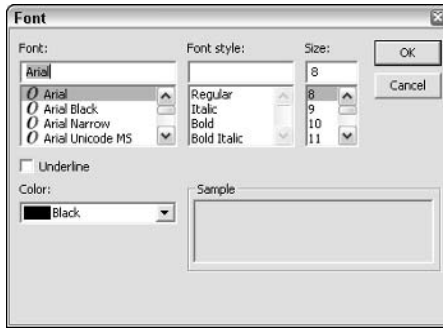 Font
Font:
Font style:
Size:
Arial
8
OK
Cancel
Arial
Arial Black
Arial Narrow
Arial Unicode MS
Regular
Italic
Bold
Bold Italic
8
9
10
11
Underline
Color:
Black
Sample